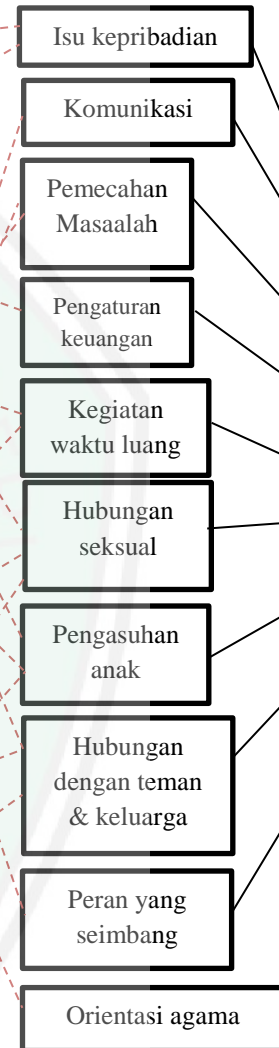 Isu kepribadian
Komunikasi
Pemecahan
Masaalah
Pengaturan
keuangan
Kegiatan
waktu luang
Hubungan
seksual
Pengasuhan
anak
Hubungan
dengan teman
& keluarga
Peran yang
seimbang
Orientasi agama